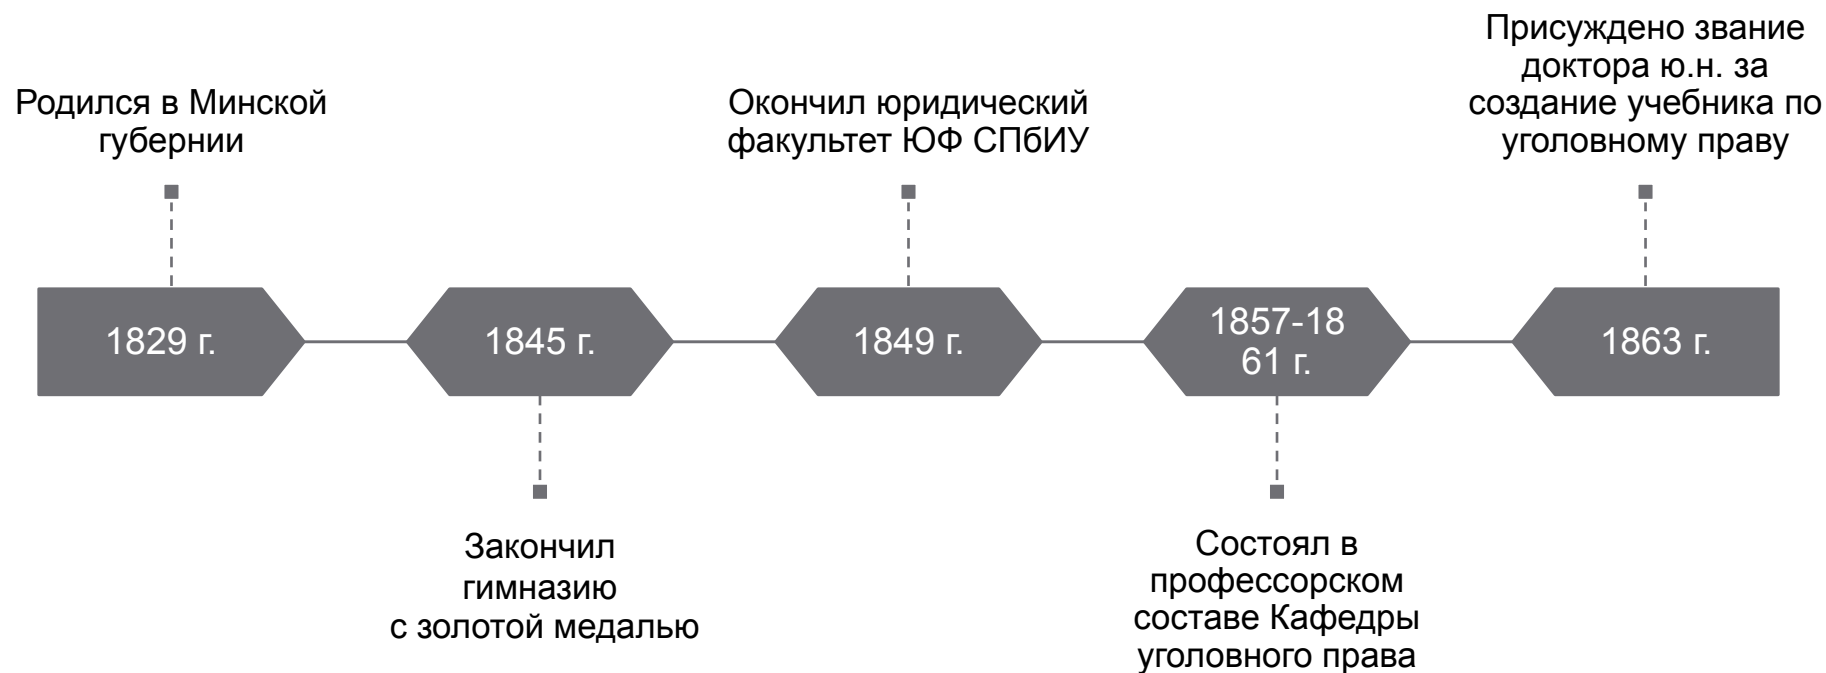 Родился в Минской
губернии
Окончил юридический
факультет ЮФ СПбИУ
Присуждено звание
доктора ю.н. за
создание учебника по
уголовному праву
1829 г.
1845 г.
1849 г.
1857-18
61 г.
1863 г.
Закончил
гимназию
с золотой медалью
Состоял в
профессорском
составе Кафедры
уголовного права